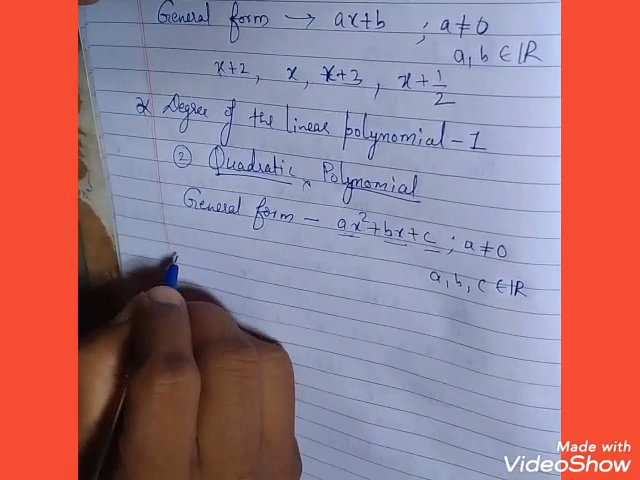 General form → ax+b ; a≠0
a, b ∈ IR
x+2, x, x+3, x+1/2
* Degree of the linear polynomial - 1
② Quadratic Polynomial
General form - ax²+bx+c ; a≠0
a, b, c ∈ IR
Made with
VideoShow